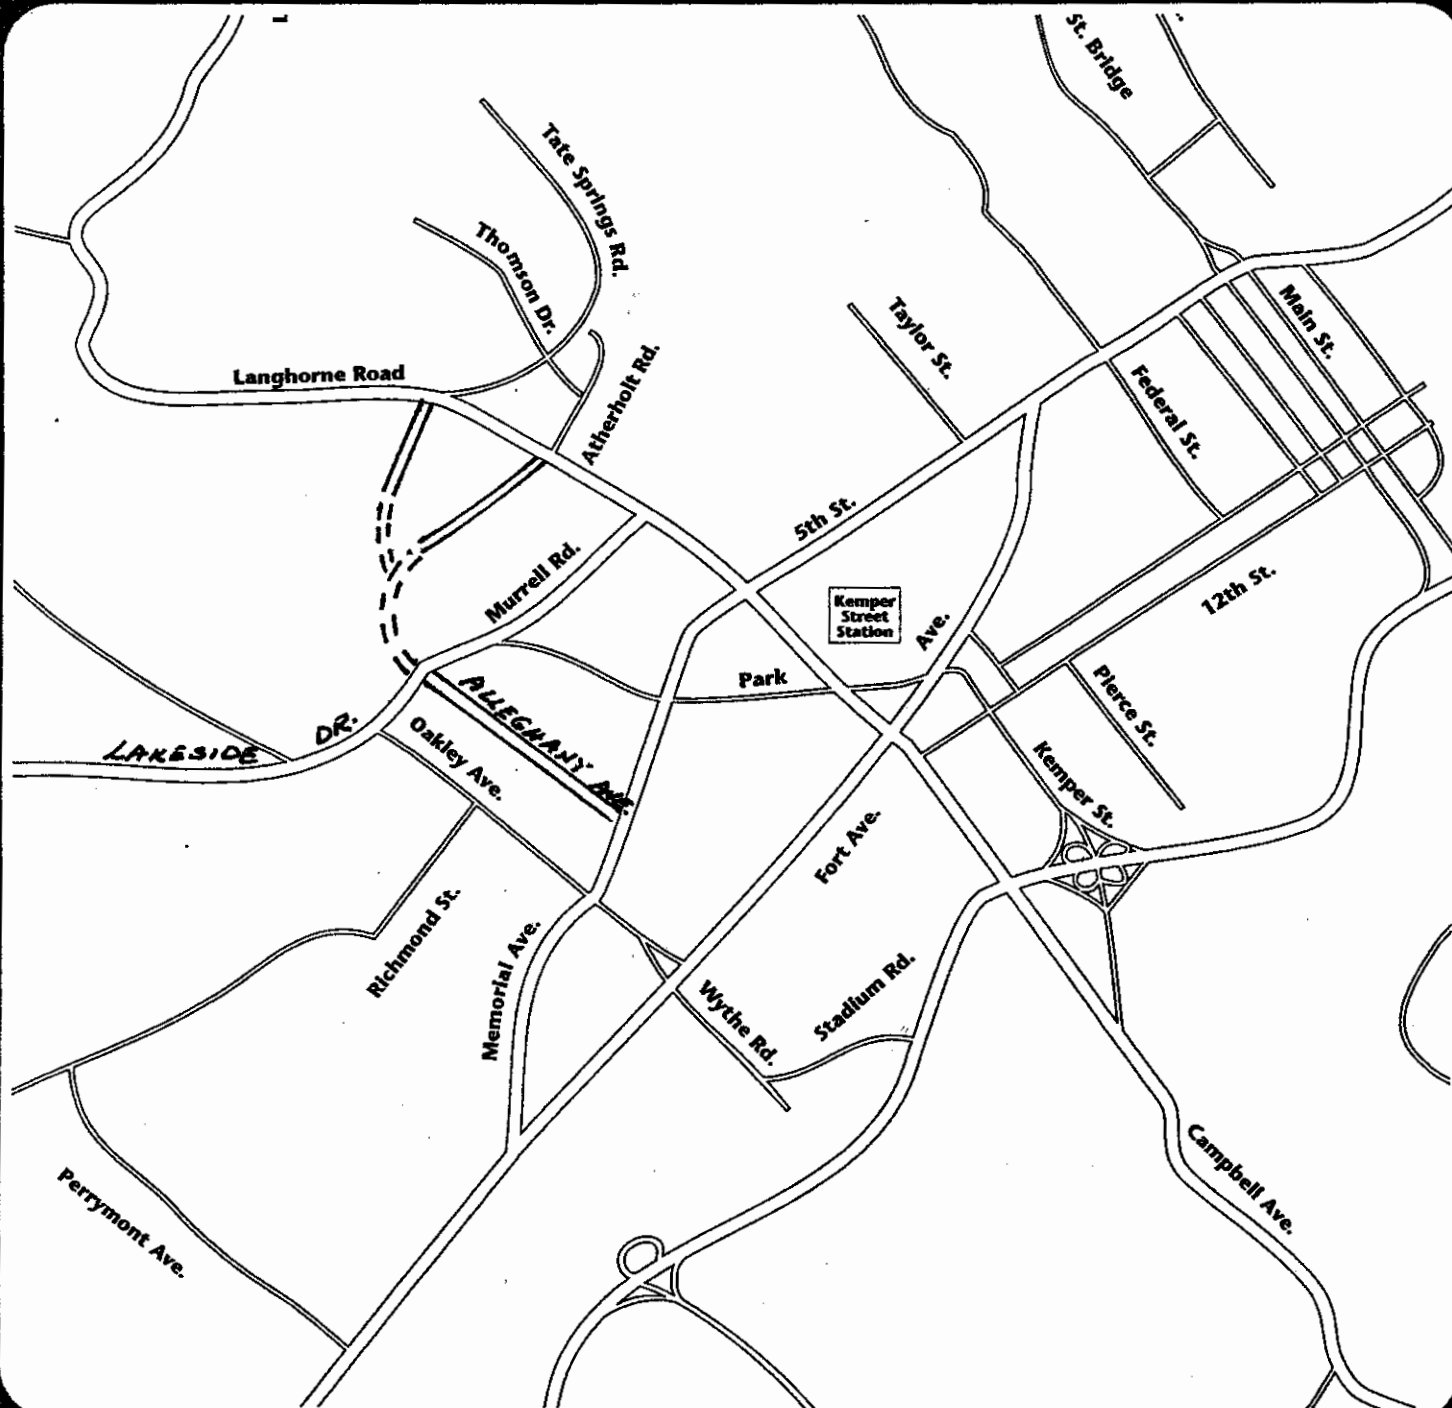 St. Bridge
Tate Springs Rd.
Thomson Dr.
Taylor St.
Main St.
Langhorne Road
Atherholt Rd.
Federal St.
5th St.
Murrell Rd.
Kemper
Street
Station
Ave.
12th St.
Park
Pierce St.
ALLEGHANY AVE.
LAKESIDE DR.
Oakley Ave.
Kemper St.
Fort Ave.
Richmond St.
Memorial Ave.
Wythe Rd.
Stadium Rd.
Campbell Ave.
Perrymont Ave.